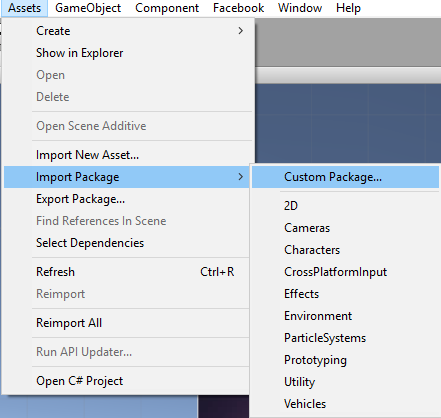 Assets GameObject Component Facebook Window Help
Create
Show in Explorer
Open
Delete
Open Scene Additive
Import New Asset...
Import Package
Export Package...
Find References In Scene
Select Dependencies
Refresh Ctrl+R
Reimport
Reimport All
Run API Updater...
Open C# Project
Custom Package...
2D
Cameras
Characters
CrossPlatformInput
Effects
Environment
ParticleSystems
Prototyping
Utility
Vehicles